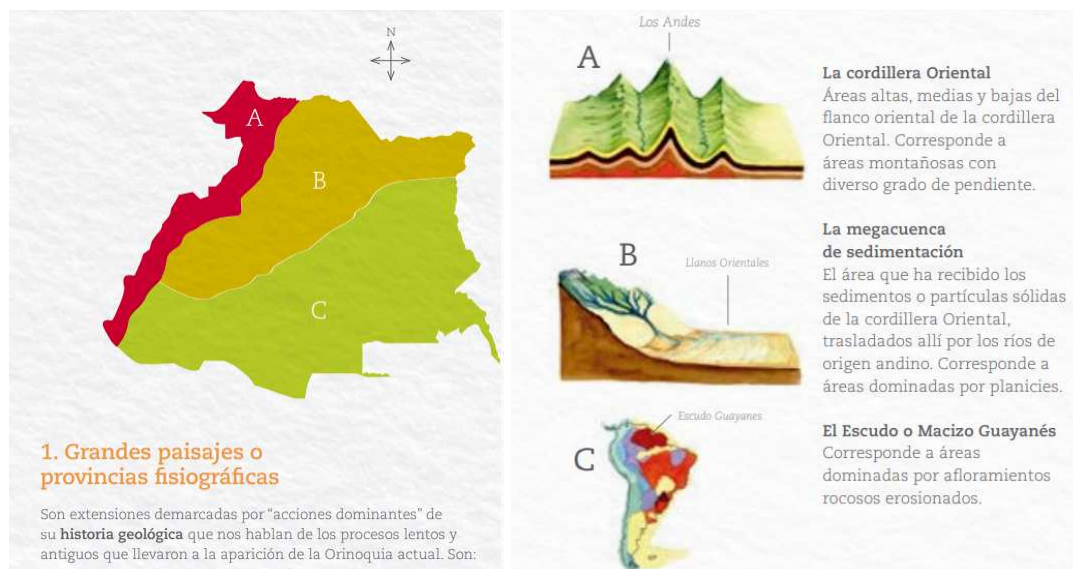 N
A
B
C
1. Grandes paisajes o
provincias fisiográficas
Son extensiones demarcadas por “acciones dominantes” de
su historia geológica que nos hablan de los procesos lentos y
antiguos que llevaron a la aparición de la Orinoquia actual. Son:
Los Andes
A
La cordillera Oriental
Áreas altas, medias y bajas del
flanco oriental de la cordillera
Oriental. Corresponde a
áreas montañosas con
diverso grado de pendiente.
B
Llanos Orientales
La megacuenca
de sedimentación
El área que ha recibido los
sedimentos o partículas sólidas
de la cordillera Oriental,
trasladados allí por los ríos de
origen andino. Corresponde a
áreas dominadas por planicies.
Escudo Guayanes
C
El Escudo o Macizo Guayanés
Corresponde a áreas
dominadas por afloramientos
rocosos erosionados.